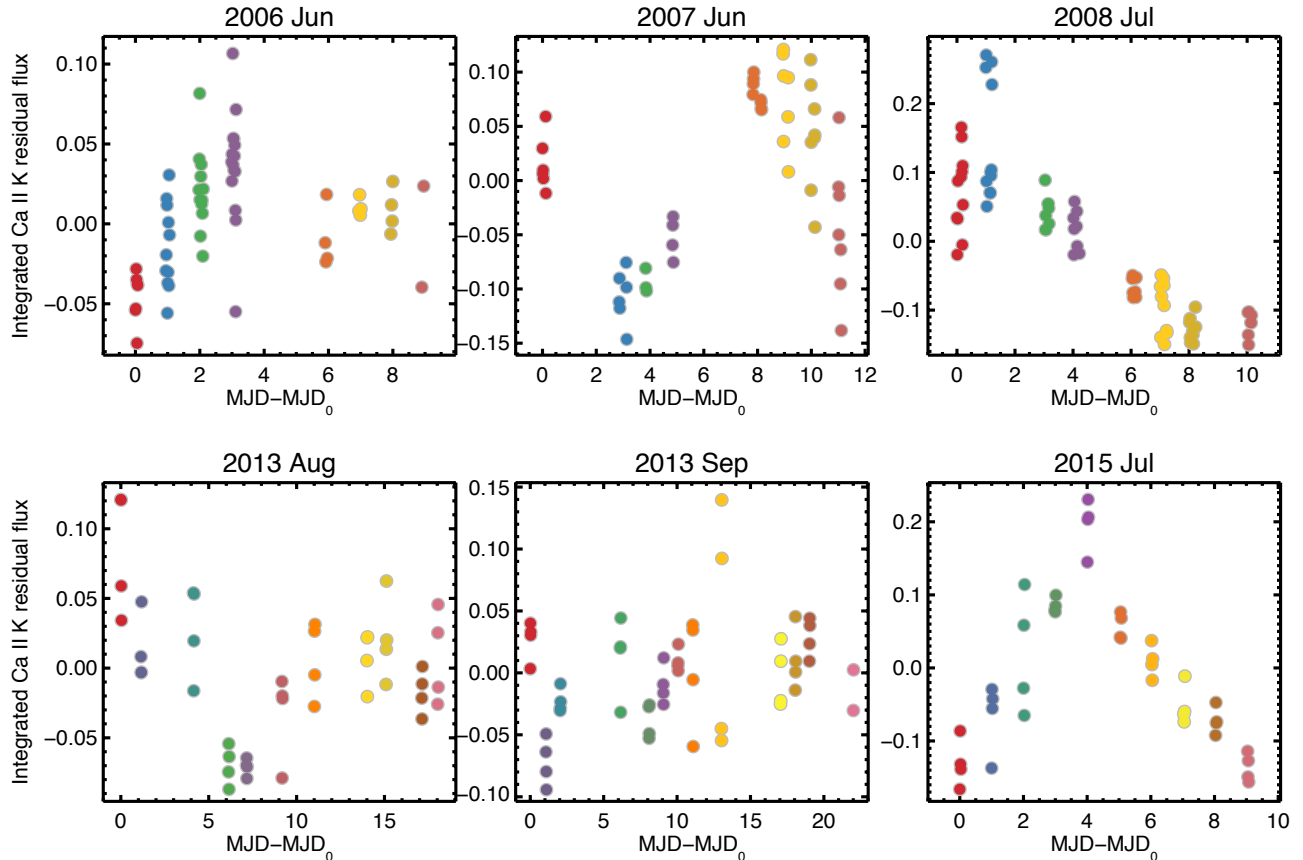 2006 Jun
2007 Jun
2008 Jul
Integrated Ca II K residual flux
0.10
0.05
0.00
−0.05
0 2 4 6 8
MJD−MJD0
0.10
0.05
0.00
−0.05
−0.10
−0.15
0 2 4 6 8 10 12
MJD−MJD0
0.2
0.1
0.0
−0.1
0 2 4 6 8 10
MJD−MJD0
2013 Aug
2013 Sep
2015 Jul
Integrated Ca II K residual flux
0.10
0.05
0.00
−0.05
0 5 10 15
MJD−MJD0
0.15
0.10
0.05
0.00
−0.05
−0.10
0 5 10 15 20
MJD−MJD0
0.2
0.1
0.0
−0.1
0 2 4 6 8 10
MJD−MJD0